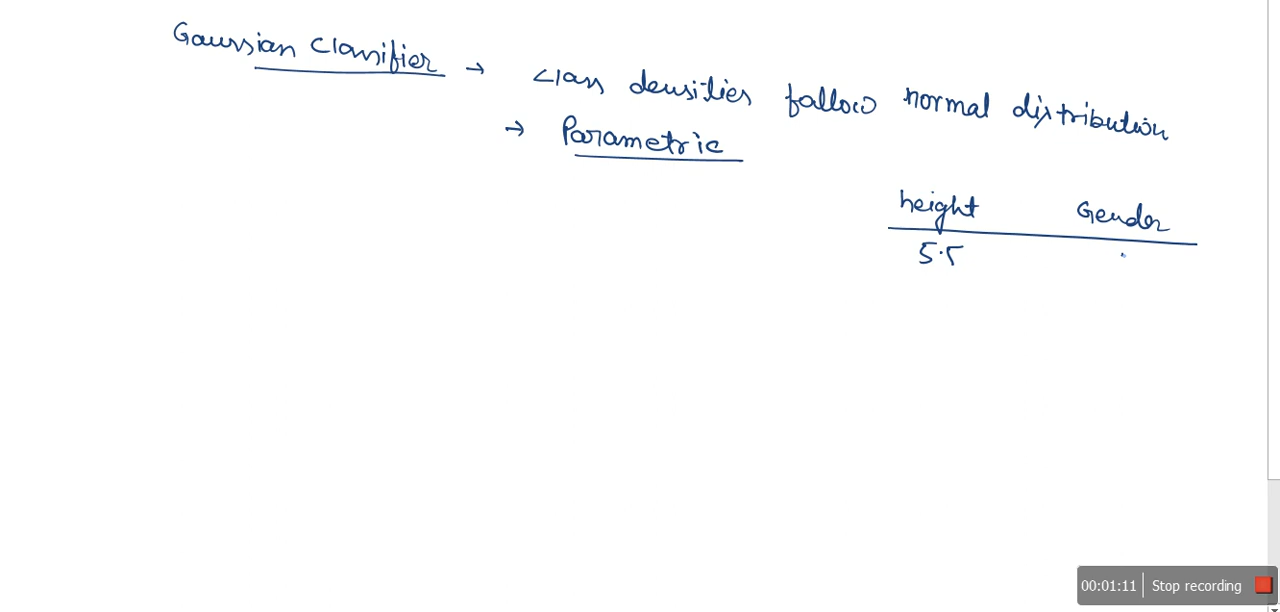 Gaussian Classifier → class densities follow normal distribution
→ Parametric
height Gender
5.5
00:01:11 Stop recording